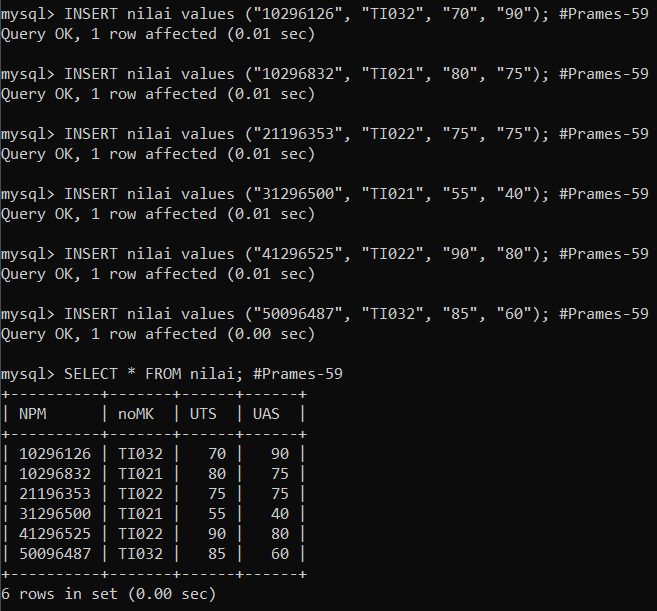 mysql> INSERT nilai values ("10296126", "TI032", "70", "90"); #Prames-59
Query OK, 1 row affected (0.01 sec)

mysql> INSERT nilai values ("10296832", "TI021", "80", "75"); #Prames-59
Query OK, 1 row affected (0.01 sec)

mysql> INSERT nilai values ("21196353", "TI022", "75", "75"); #Prames-59
Query OK, 1 row affected (0.01 sec)

mysql> INSERT nilai values ("31296500", "TI021", "55", "40"); #Prames-59
Query OK, 1 row affected (0.01 sec)

mysql> INSERT nilai values ("41296525", "TI022", "90", "80"); #Prames-59
Query OK, 1 row affected (0.01 sec)

mysql> INSERT nilai values ("50096487", "TI032", "85", "60"); #Prames-59
Query OK, 1 row affected (0.00 sec)

mysql> SELECT * FROM nilai; #Prames-59
+----------+-------+------+------+
| NPM      | noMK  | UTS  | UAS  |
+----------+-------+------+------+
| 10296126 | TI032 |   70 |   90 |
| 10296832 | TI021 |   80 |   75 |
| 21196353 | TI022 |   75 |   75 |
| 31296500 | TI021 |   55 |   40 |
| 41296525 | TI022 |   90 |   80 |
| 50096487 | TI032 |   85 |   60 |
+----------+-------+------+------+
6 rows in set (0.00 sec)